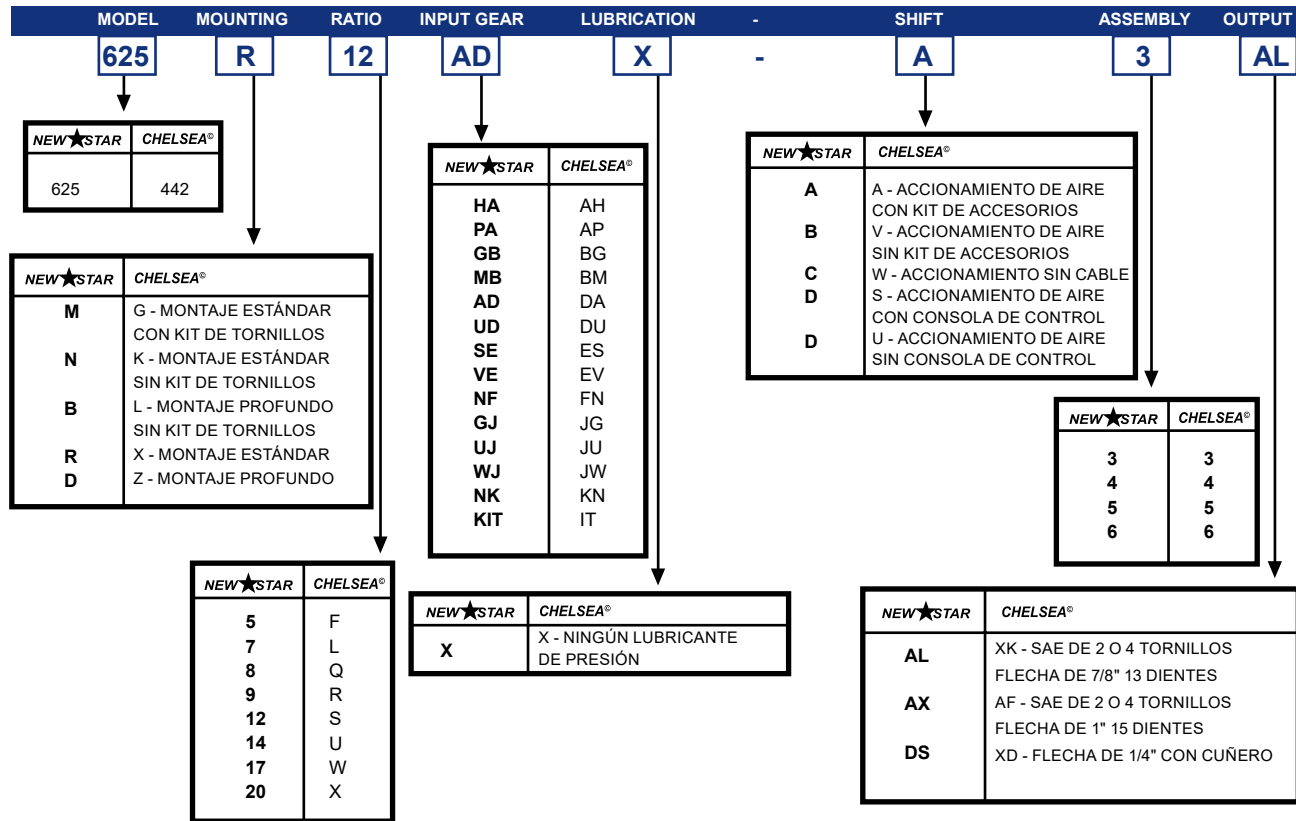 MODEL MOUNTING RATIO INPUT GEAR LUBRICATION - SHIFT ASSEMBLY OUTPUT
625 R 12 AD X - A 3 AL
NEW★STAR CHELSEA©
625 442
NEW★STAR CHELSEA©
M G - MONTAJE ESTÁNDAR
CON KIT DE TORNILLOS
N K - MONTAJE ESTÁNDAR
SIN KIT DE TORNILLOS
B L - MONTAJE PROFUNDO
SIN KIT DE TORNILLOS
R X - MONTAJE ESTÁNDAR
D Z - MONTAJE PROFUNDO
NEW★STAR CHELSEA©
5 F
7 L
8 Q
9 R
12 S
14 U
17 W
20 X
NEW★STAR CHELSEA©
HA AH
PA AP
GB BG
MB BM
AD DA
UD DU
SE ES
VE EV
NF FN
GJ JG
UJ JU
WJ JW
NK KN
KIT IT
NEW★STAR CHELSEA©
X X - NINGÚN LUBRICANTE
DE PRESIÓN
NEW★STAR CHELSEA©
A A - ACCIONAMIENTO DE AIRE
CON KIT DE ACCESORIOS
B V - ACCIONAMIENTO DE AIRE
SIN KIT DE ACCESORIOS
C W - ACCIONAMIENTO SIN CABLE
D S - ACCIONAMIENTO DE AIRE
CON CONSOLA DE CONTROL
D U - ACCIONAMIENTO DE AIRE
SIN CONSOLA DE CONTROL
NEW★STAR CHELSEA©
3 3
4 4
5 5
6 6
NEW★STAR CHELSEA©
AL XK - SAE DE 2 O 4 TORNILLOS
FLECHA DE 7/8" 13 DIENTES
AX AF - SAE DE 2 O 4 TORNILLOS
FLECHA DE 1" 15 DIENTES
DS XD - FLECHA DE 1/4" CON CUÑERO